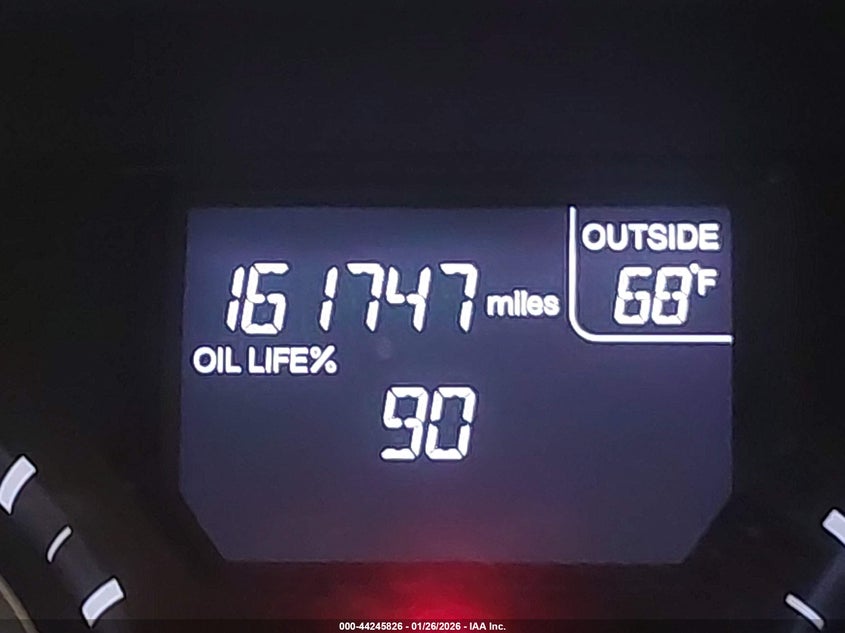 OUTSIDE
68°F
161747 miles
OIL LIFE%
90
000-44245826 - 01/26/2026 - IAA Inc.